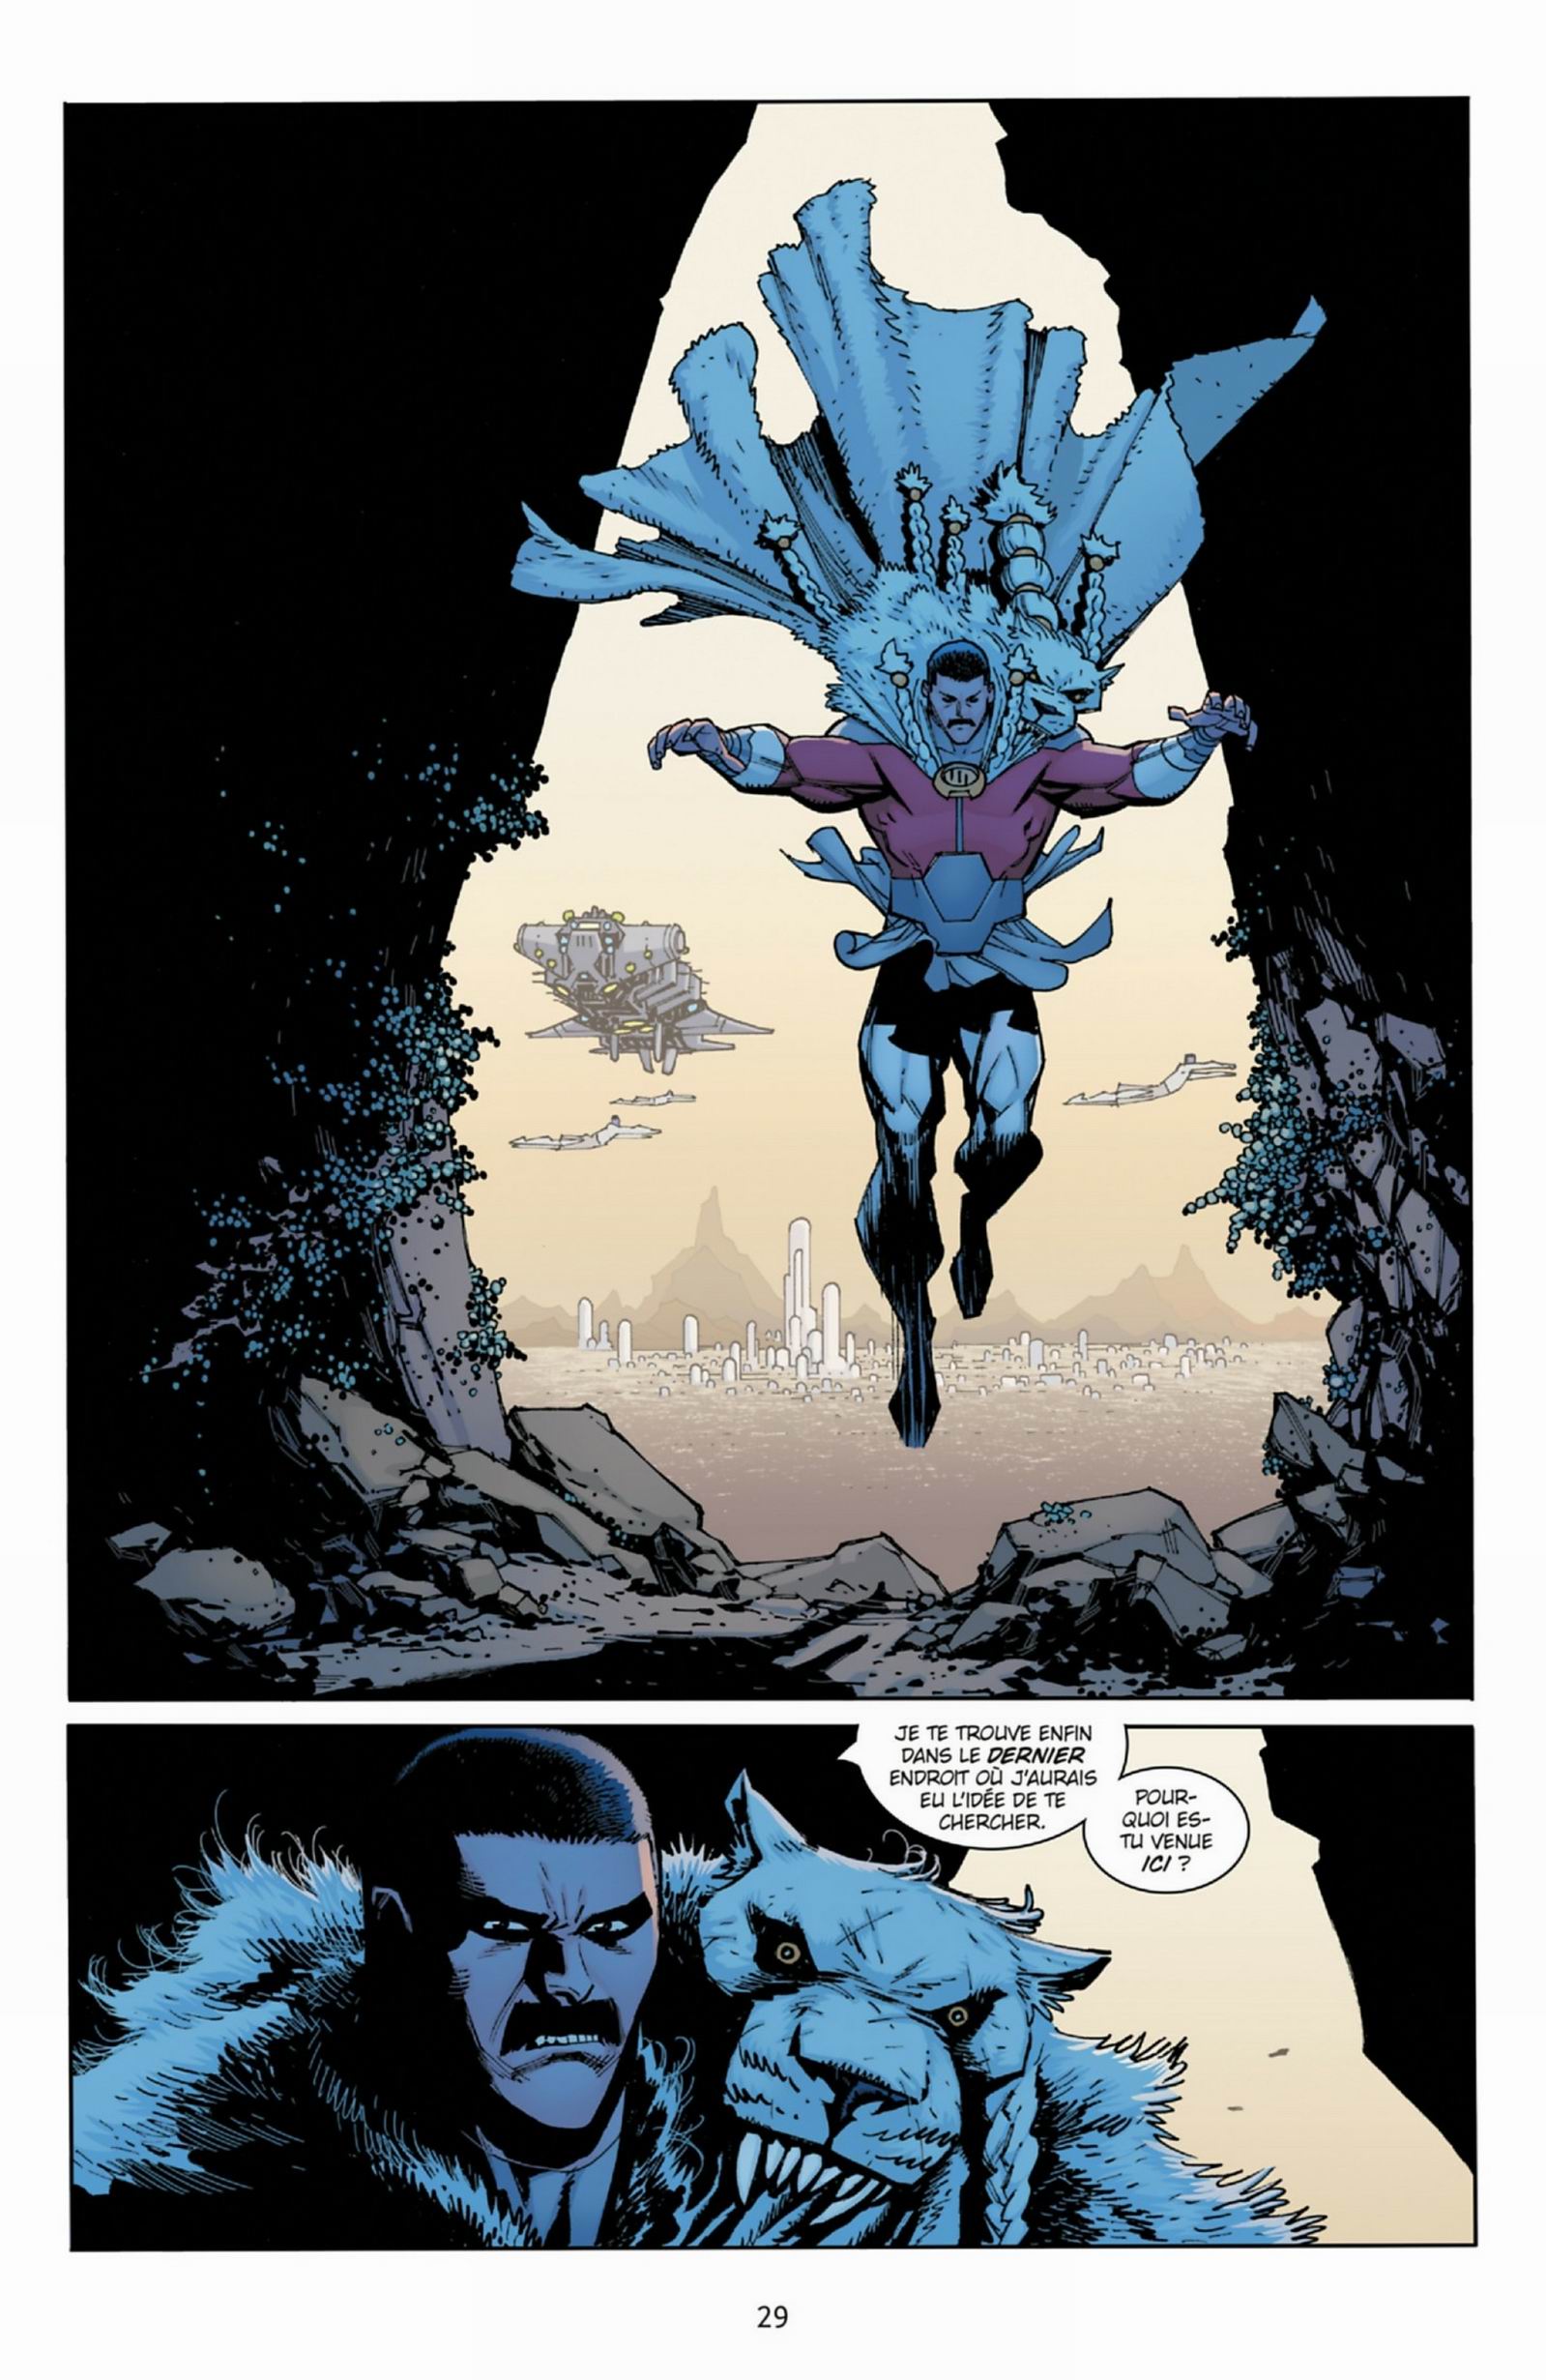 JE TE TROUVE ENFIN
DANS LE DERNIER
ENDROIT OÙ J'AURAIS
EU L'IDÉE DE TE
CHERCHER.
POUR-
QUOI ES-
TU VENUE
ICI ?
29